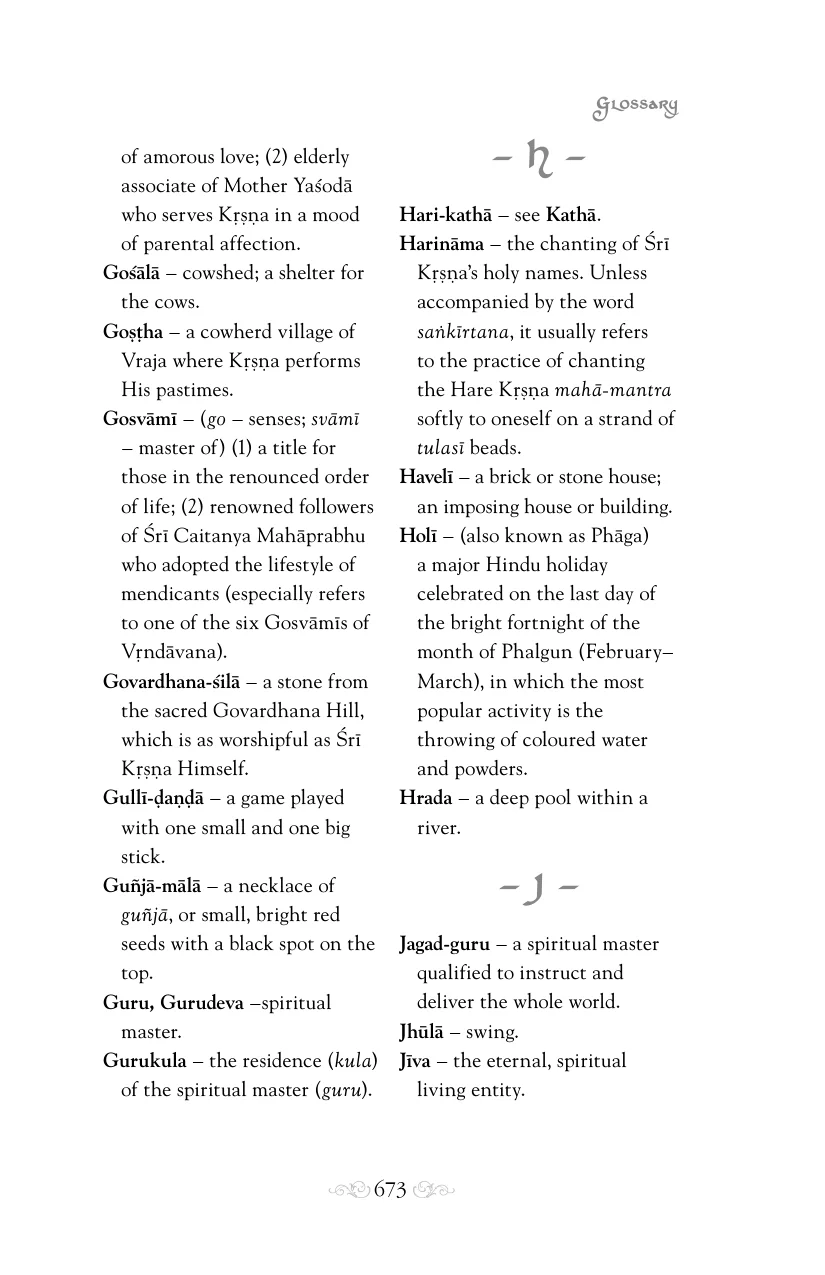 Glossary
of amorous love; (2) elderly
associate of Mother Yaśodā
who serves Kṛṣṇa in a mood
of parental affection.
Gośālā – cowshed; a shelter for
the cows.
Goṣṭha – a cowherd village of
Vraja where Kṛṣṇa performs
His pastimes.
Gosvāmī – (go – senses; svāmī
– master of) (1) a title for
those in the renounced order
of life; (2) renowned followers
of Śrī Caitanya Mahāprabhu
who adopted the lifestyle of
mendicants (especially refers
to one of the six Gosvāmīs of
Vṛndāvana).
Govardhana-śilā – a stone from
the sacred Govardhana Hill,
which is as worshipful as Śrī
Kṛṣṇa Himself.
Gullī-ḍaṇḍā – a game played
with one small and one big
stick.
Guñjā-mālā – a necklace of
guñjā, or small, bright red
seeds with a black spot on the
top.
Guru, Gurudeva –spiritual
master.
Gurukula – the residence (kula)
of the spiritual master (guru).
– h –
Hari-kathā – see Kathā.
Harināma – the chanting of Śrī
Kṛṣṇa’s holy names. Unless
accompanied by the word
saṅkīrtana, it usually refers
to the practice of chanting
the Hare Kṛṣṇa mahā-mantra
softly to oneself on a strand of
tulasī beads.
Havelī – a brick or stone house;
an imposing house or building.
Holī – (also known as Phāga)
a major Hindu holiday
celebrated on the last day of
the bright fortnight of the
month of Phalgun (February–
March), in which the most
popular activity is the
throwing of coloured water
and powders.
Hrada – a deep pool within a
river.
– J –
Jagad-guru – a spiritual master
qualified to instruct and
deliver the whole world.
Jhūlā – swing.
Jīva – the eternal, spiritual
living entity.
673